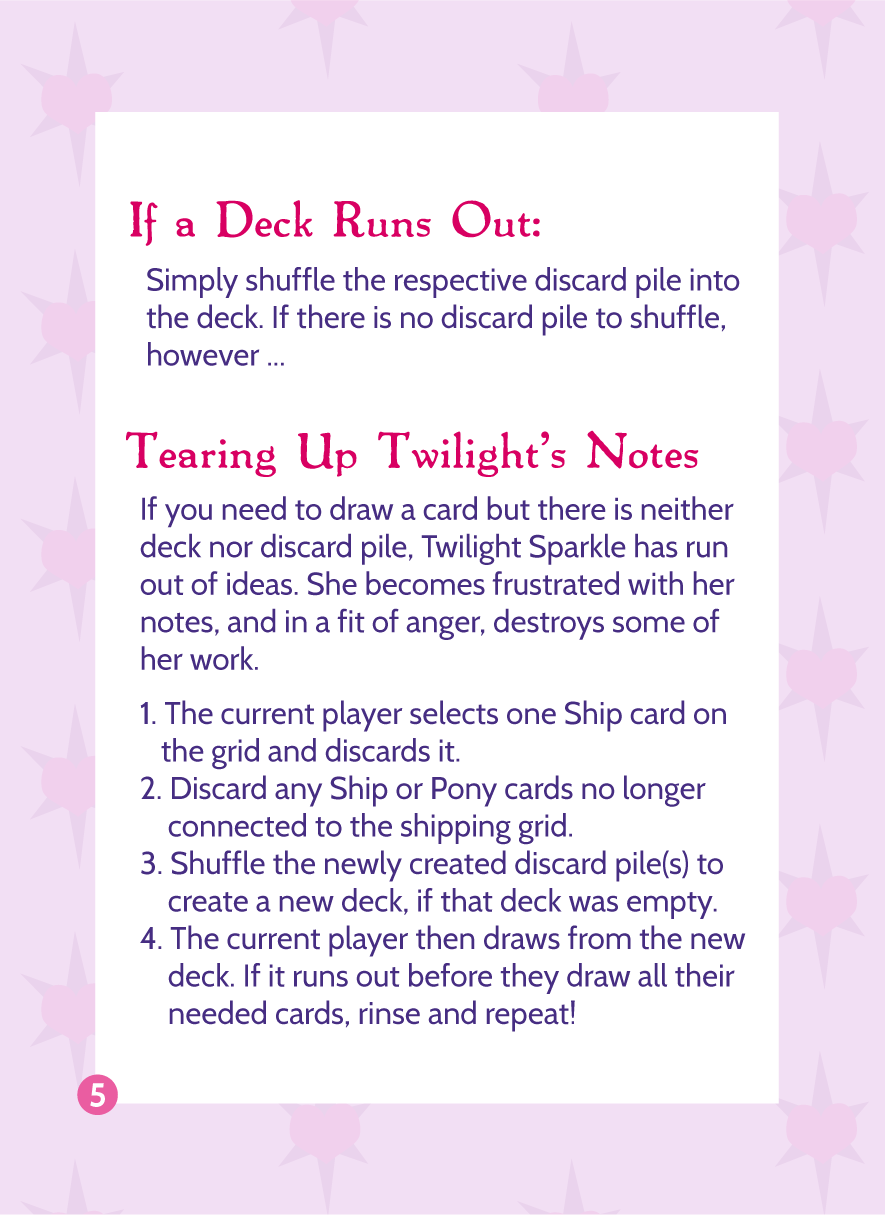 If a Deck Runs Out:
Simply shuffle the respective discard pile into
the deck. If there is no discard pile to shuffle,
however ...
Tearing Up Twilight's Notes
If you need to draw a card but there is neither
deck nor discard pile, Twilight Sparkle has run
out of ideas. She becomes frustrated with her
notes, and in a fit of anger, destroys some of
her work.
1. The current player selects one Ship card on
the grid and discards it.
2. Discard any Ship or Pony cards no longer
connected to the shipping grid.
3. Shuffle the newly created discard pile(s) to
create a new deck, if that deck was empty.
4. The current player then draws from the new
deck. If it runs out before they draw all their
needed cards, rinse and repeat!
5